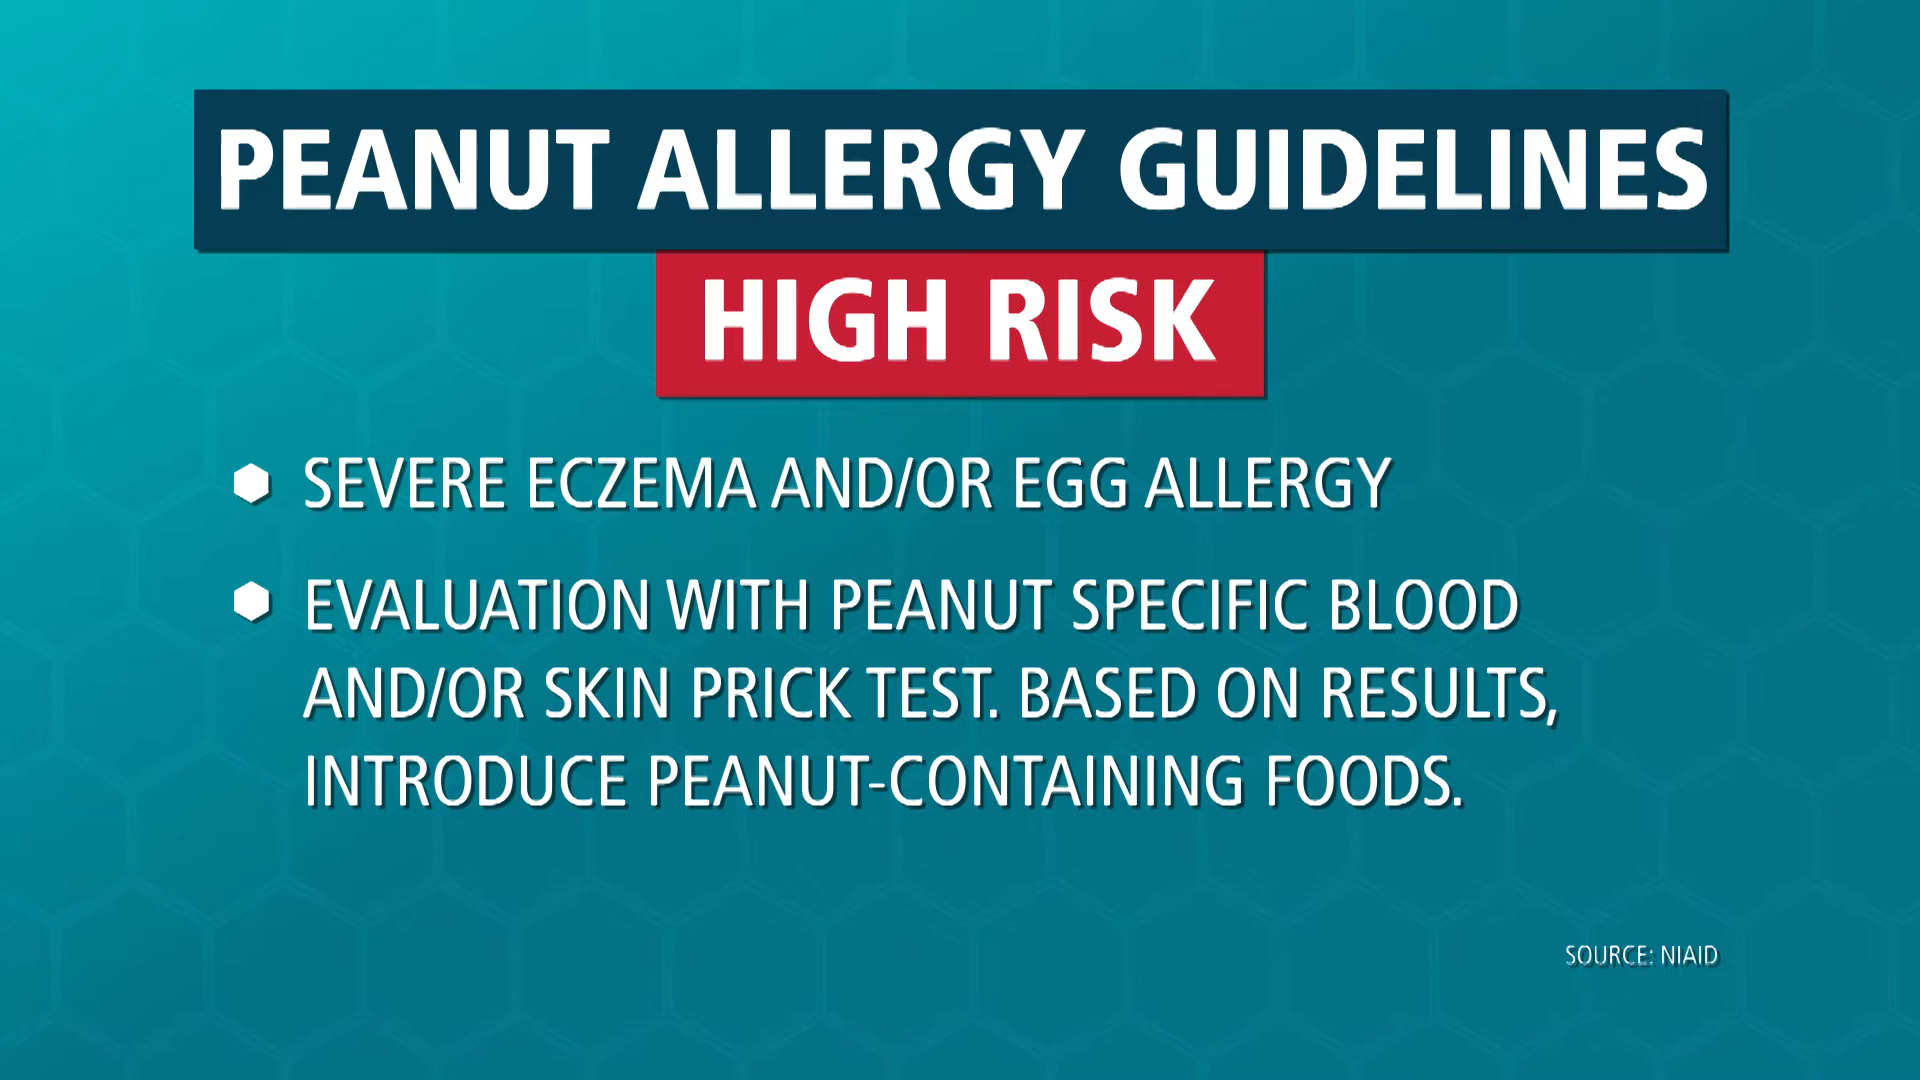 PEANUT ALLERGY GUIDELINES
HIGH RISK
SEVERE ECZEMA AND/OR EGG ALLERGY
EVALUATION WITH PEANUT SPECIFIC BLOOD
AND/OR SKIN PRICK TEST. BASED ON RESULTS,
INTRODUCE PEANUT-CONTAINING FOODS.
SOURCE: NIAID